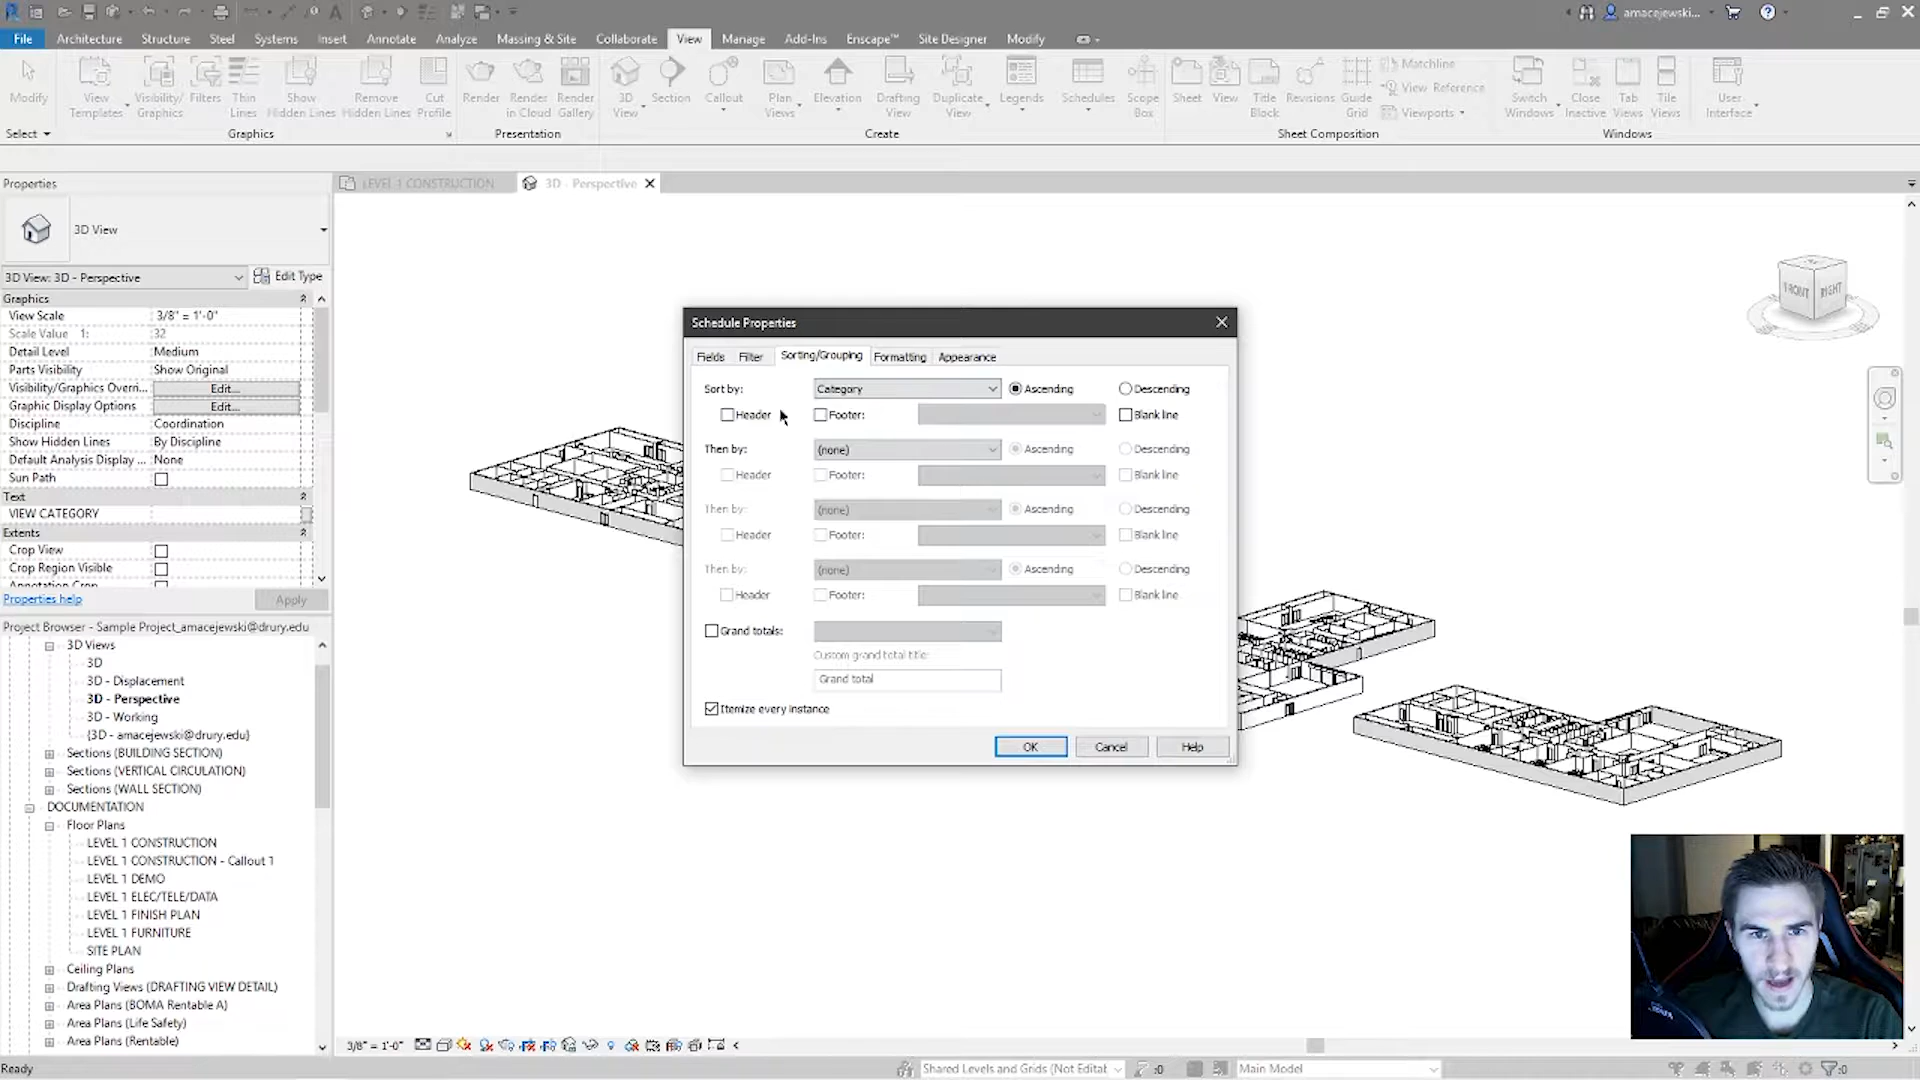 amacejewski...
File Architecture Structure Steel Systems Insert Annotate Analyze Massing & Site Collaborate View Manage Add-Ins Enscape™ Site Designer Modify
Modify View Templates Visibility/ Graphics Filters Thin Lines Show Hidden Lines Remove Hidden Lines Cut Profile Render Render in Cloud Render Gallery 3D View Section Callout Plan Views Elevation Drafting View Duplicate View Legends Schedules Scope Box Sheet View Title Block Revisions Guide Grid Matchline View Reference Viewports Switch Windows Close Inactive Tab Views Tile Views User Interface
Select Graphics Presentation Create Sheet Composition Windows
Properties
LEVEL 1 CONSTRUCTION
3D - Perspective
3D View
3D View: 3D - Perspective Edit Type
Graphics
View Scale 3/8" = 1'-0"
Scale Value 1: 32
Detail Level Medium
Parts Visibility Show Original
Visibility/Graphics Overri... Edit...
Graphic Display Options Edit...
Discipline Coordination
Show Hidden Lines By Discipline
Default Analysis Display ... None
Sun Path
Text
VIEW CATEGORY
Extents
Crop View
Crop Region Visible
Annotation Crop
Properties help Apply
Project Browser - Sample Project_amacejewski@drury.edu
3D Views
3D
3D - Displacement
3D - Perspective
3D - Working
{3D - amacejewski@drury.edu}
Sections (BUILDING SECTION)
Sections (VERTICAL CIRCULATION)
Sections (WALL SECTION)
DOCUMENTATION
Floor Plans
LEVEL 1 CONSTRUCTION
LEVEL 1 CONSTRUCTION - Callout 1
LEVEL 1 DEMO
LEVEL 1 ELEC/TELE/DATA
LEVEL 1 FINISH PLAN
LEVEL 1 FURNITURE
SITE PLAN
Ceiling Plans
Drafting Views (DRAFTING VIEW DETAIL)
Area Plans (BOMA Rentable A)
Area Plans (Life Safety)
Area Plans (Rentable)
Schedule Properties
Fields Filter Sorting/Grouping Formatting Appearance
Sort by: Category Ascending Descending
Header Footer: Blank line
Then by: (none) Ascending Descending
Header Footer: Blank line
Then by: (none) Ascending Descending
Header Footer: Blank line
Then by: (none) Ascending Descending
Header Footer: Blank line
Grand totals:
Custom grand total title:
Grand total
Itemize every instance
OK Cancel Help
FRONT RIGHT
3/8" = 1'-0"
Ready
Shared Levels and Grids (Not Editab
:0
Main Model
:0